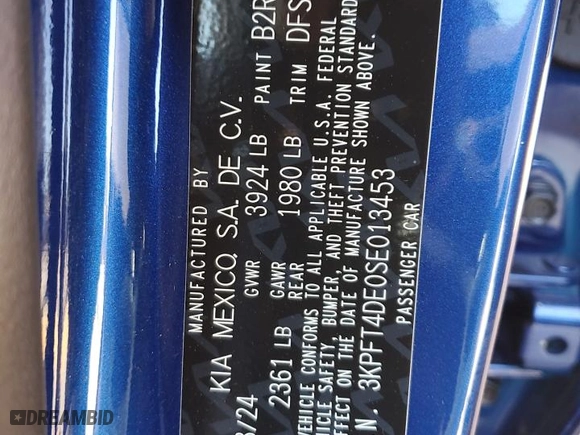 MANUFACTURED BY
KIA MEXICO, S.A. DE C.V.
/24 GVWR 3924 LB PAINT B2R
2361 LB GAWR REAR 1980 LB TRIM DFS
VEHICLE CONFORMS TO ALL APPLICABLE U.S.A. FEDERAL
VEHICLE SAFETY, BUMPER, AND THEFT PREVENTION STANDARD
EFFECT ON THE DATE OF MANUFACTURE SHOWN ABOVE.
N. 3KPFT4DE0SE013453
PASSENGER CAR
DREAMBID